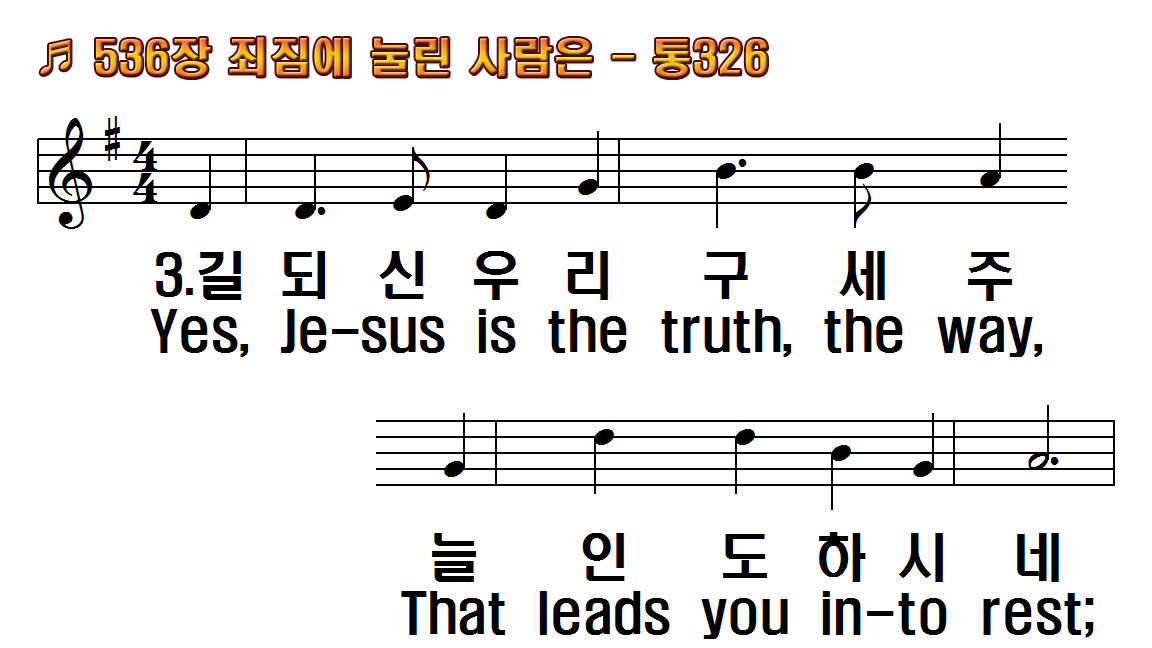 ♬ 536장 죄짐에 눌린 사람은 - 통326
3.길 되 신 우 리 구 세 주
Yes, Je-sus is the truth, the way,
늘 인 도 하 시 네
That leads you in-to rest;